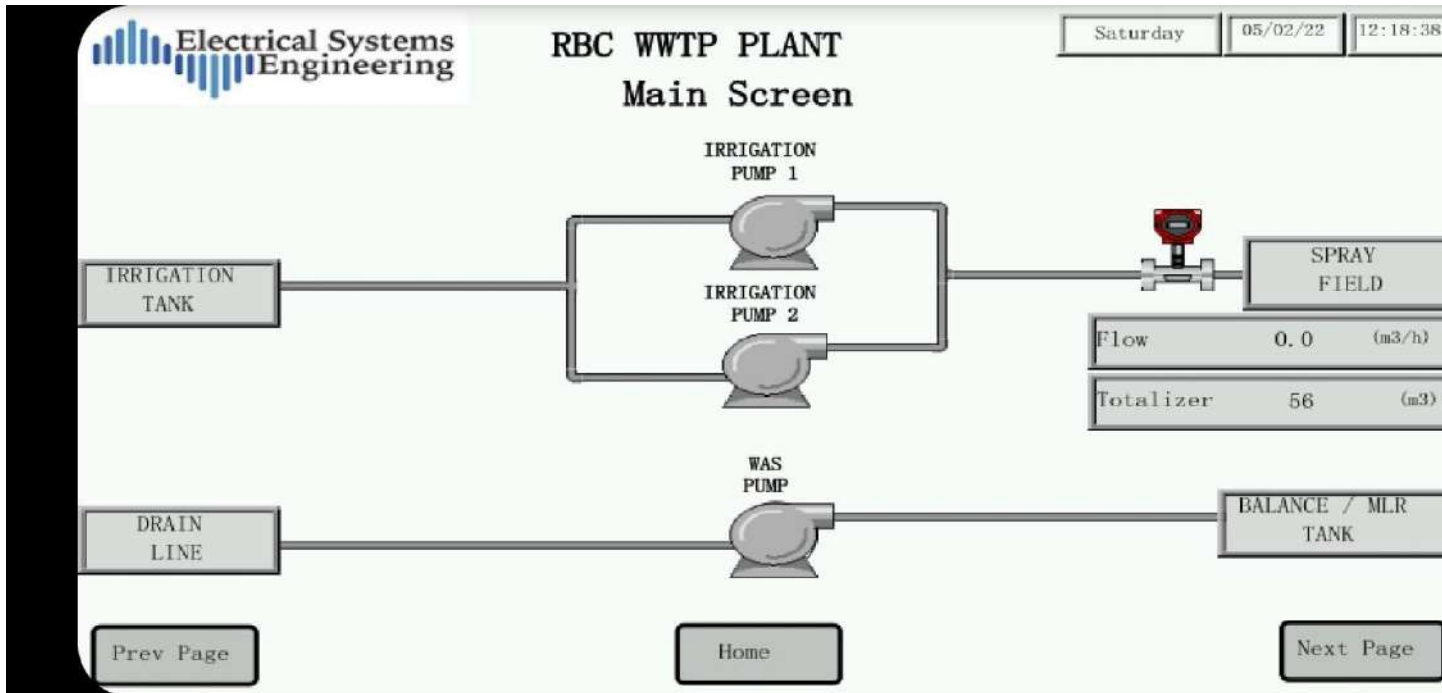 Electrical Systems
Engineering
RBC WWTP PLANT
Main Screen
Saturday
05/02/22
12:18:38
IRRIGATION
PUMP 1
IRRIGATION
TANK
IRRIGATION
PUMP 2
SPRAY
FIELD
Flow 0.0 (m3/h)
Totalizer 56 (m3)
WAS
PUMP
DRAIN
LINE
BALANCE / MLR
TANK
Prev Page
Home
Next Page